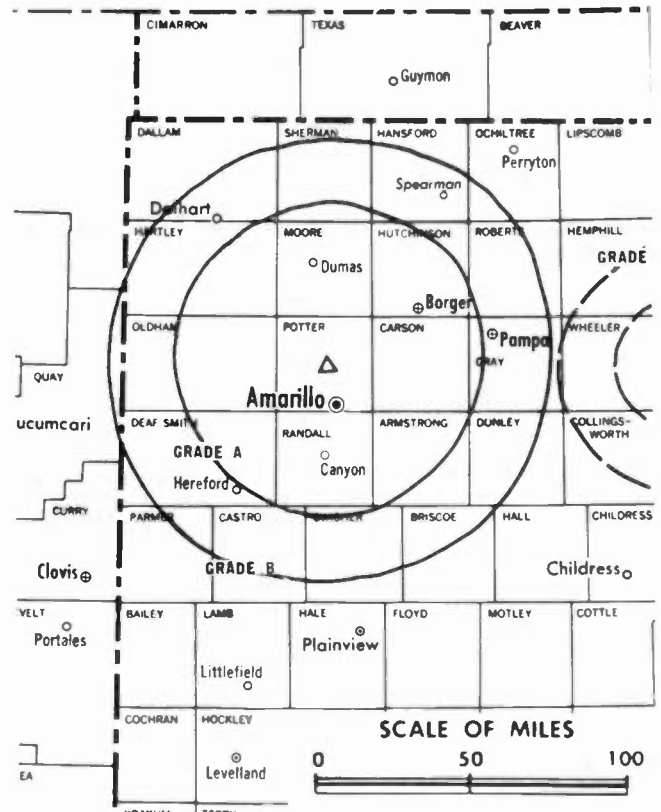 CIMARRON
TEXAS
BEAVER
Guymon
DALLAM
SHERMAN
HANSFORD
OCHILTREE
LIPSCOMB
Perryton
Spearman
Dalhart
HARTLEY
MOORE
HUTCHINSON
ROBERTS
HEMPHILL
GRADE
Dumas
Borger
OLDHAM
POTTER
CARSON
Pampa
WHEELER
GRAY
QUAY
Amarillo
ucumcari
DEAF SMITH
RANDALL
ARMSTRONG
DUNLEY
COLLINGS-
WORTH
GRADE A
Canyon
Hereford
CURRY
PARMER
CASTRO
SWISHER
BRISCOE
HALL
CHILDRESS
GRADE B
Clovis
Childress
VELT
BAILEY
LAMB
HALE
FLOYD
MOTLEY
COTTLE
Portales
Plainview
Littlefield
COCHRAN
HOCKLEY
SCALE OF MILES
0 50 100
EA
Levelland